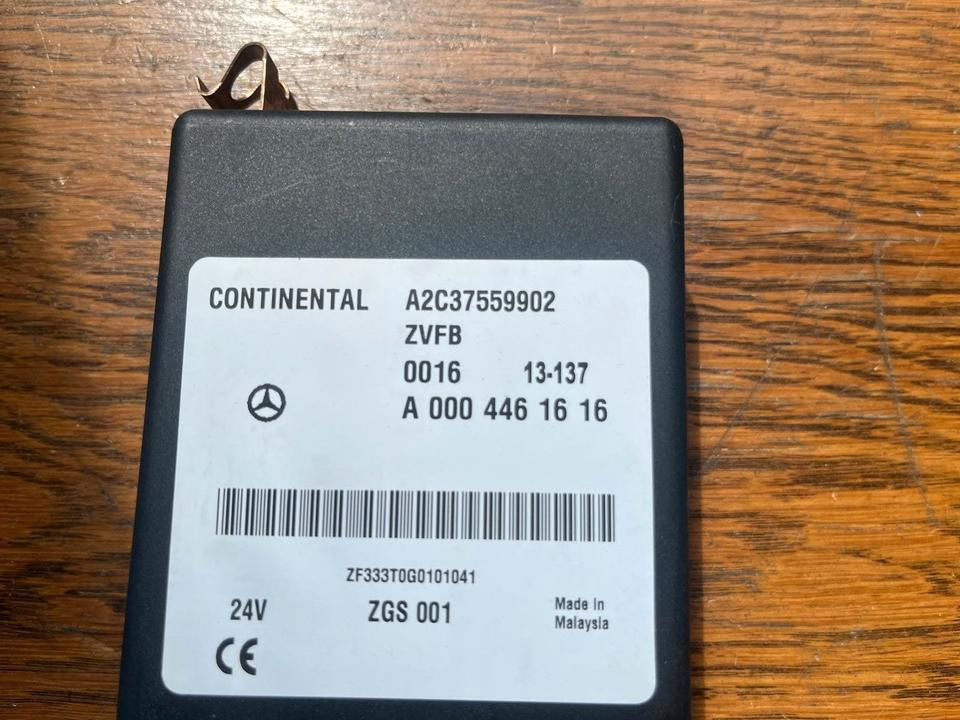 CONTINENTAL A2C37559902
ZVFB
0016 13-137
A 000 446 16 16
ZF333T0G0101041
24V ZGS 001 Made In
Malaysia
CE